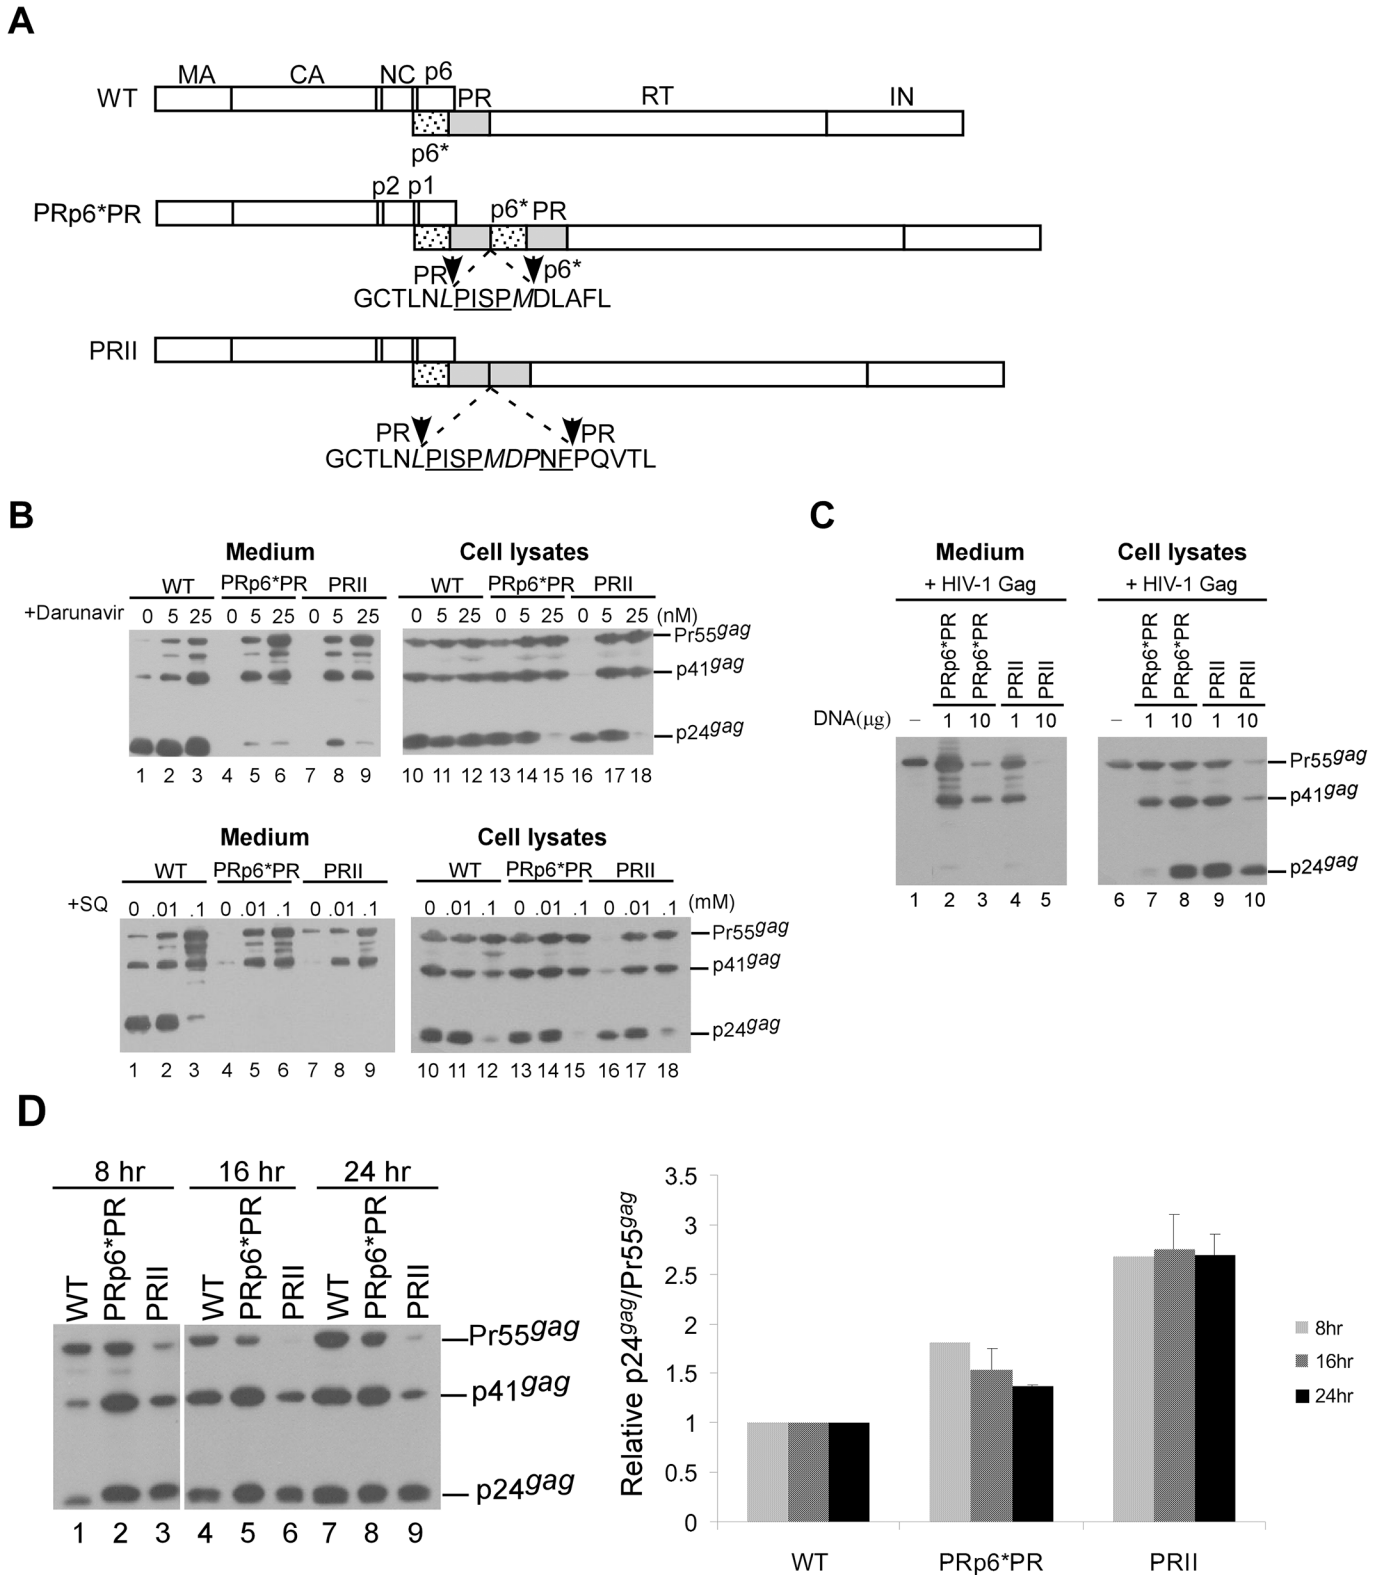 A
MA CA NC p6
WT PR RT IN
p6*
p2 p1
PRp6*PR p6* PR
PR p6*
GCTLNLPISPMDLAFL
PRII
PR PR
GCTLNLPISPMDPNFPQVTL
B
Medium Cell lysates
WT PRp6*PR PRII WT PRp6*PR PRII
+Darunavir 0 5 25 0 5 25 0 5 25 0 5 25 0 5 25 0 5 25 (nM)
Pr55gag
p41gag
p24gag
1 2 3 4 5 6 7 8 9 10 11 12 13 14 15 16 17 18
Medium Cell lysates
WT PRp6*PR PRII WT PRp6*PR PRII
+SQ 0 .01 .1 0 .01 .1 0 .01 .1 0 .01 .1 0 .01 .1 0 .01 .1 (mM)
Pr55gag
p41gag
p24gag
1 2 3 4 5 6 7 8 9 10 11 12 13 14 15 16 17 18
C
Medium Cell lysates
+ HIV-1 Gag + HIV-1 Gag
PRp6*PR PRp6*PR PRII PRII PRp6*PR PRp6*PR PRII PRII
DNA(µg) – 1 10 1 10 – 1 10 1 10
Pr55gag
p41gag
p24gag
1 2 3 4 5 6 7 8 9 10
D
8 hr 16 hr 24 hr
WT PRp6*PR PRII WT PRp6*PR PRII WT PRp6*PR PRII
Pr55gag
p41gag
p24gag
1 2 3 4 5 6 7 8 9
Relative p24gag/Pr55gag
3.5
3
2.5
2
1.5
1
0.5
0
WT PRp6*PR PRII
8hr
16hr
24hr